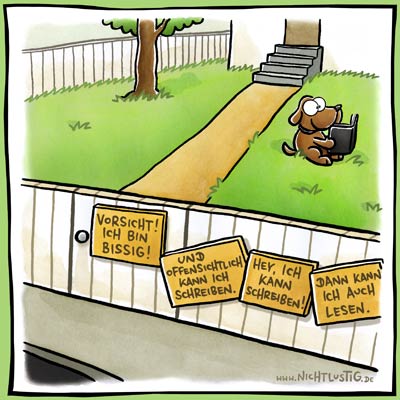 VORSICHT!
ICH BIN
BISSIG!
UND
OFFENSICHTLICH
KANN ICH
SCHREIBEN.
HEY, ICH
KANN
SCHREIBEN!
DANN KANN
ICH AUCH
LESEN.
WWW.NICHTLUSTIG.DE